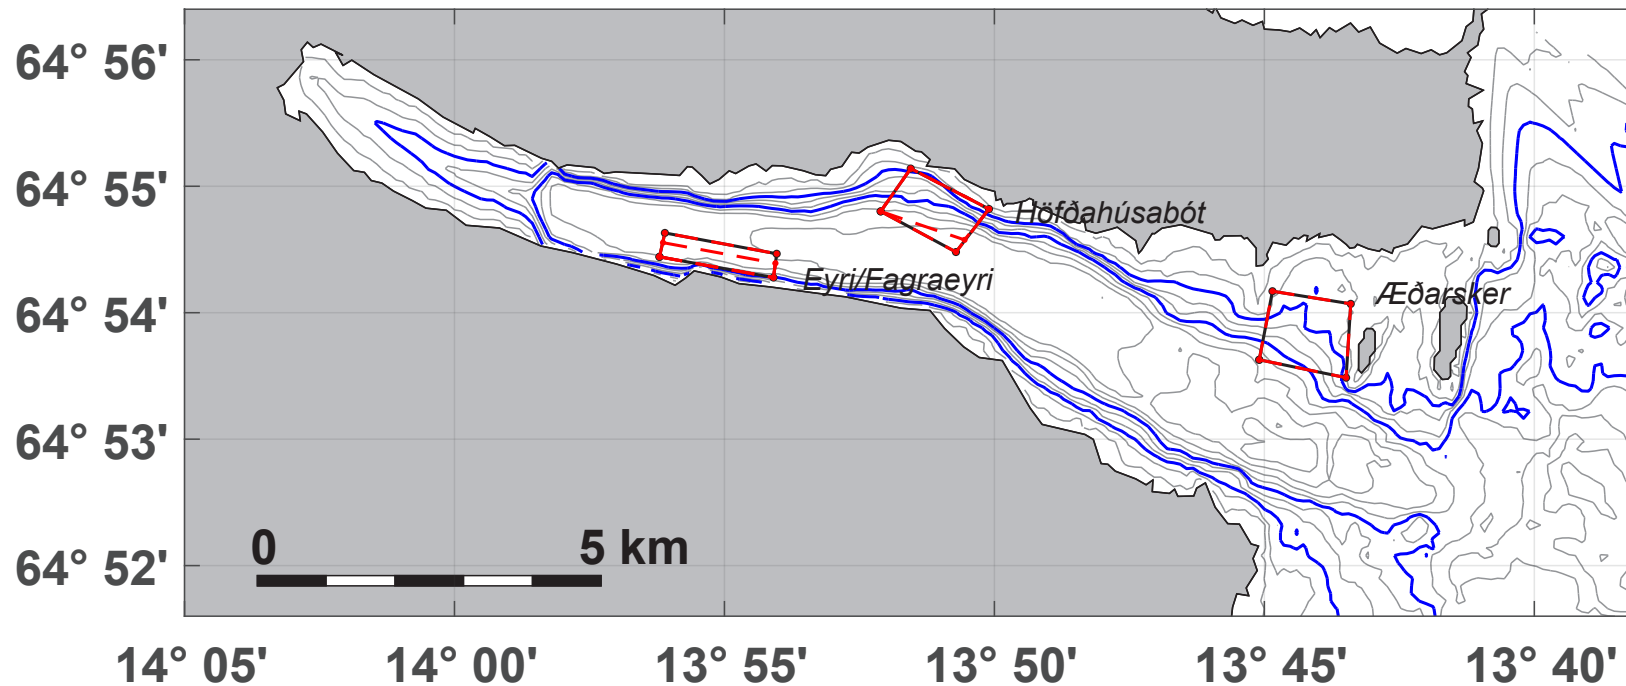 64° 56'
64° 55'
Höfðahúsabót
Eyri/Fagraeyri
Æðarsker
64° 54'
64° 53'
0 5 km
64° 52'
14° 05' 14° 00' 13° 55' 13° 50' 13° 45' 13° 40'